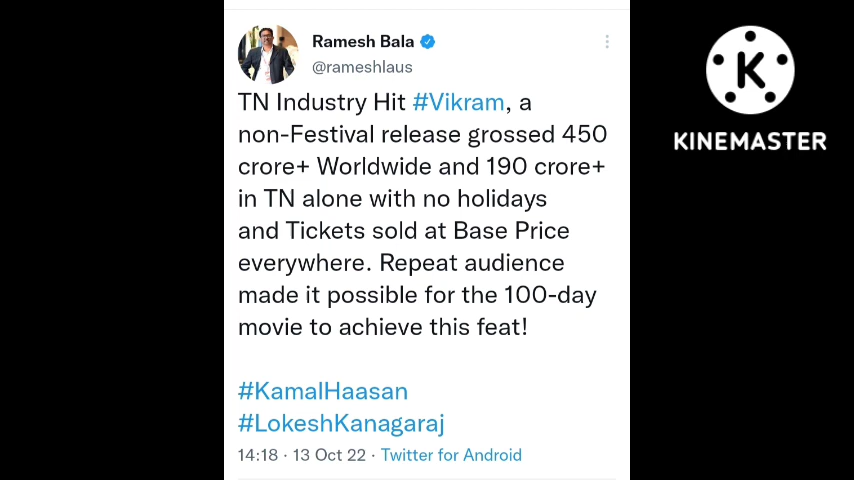 Ramesh Bala
@rameshlaus
TN Industry Hit #Vikram, a
non-Festival release grossed 450
crore+ Worldwide and 190 crore+
in TN alone with no holidays
and Tickets sold at Base Price
everywhere. Repeat audience
made it possible for the 100-day
movie to achieve this feat!
#KamalHaasan
#LokeshKanagaraj
14:18 · 13 Oct 22 · Twitter for Android
K
KINEMASTER